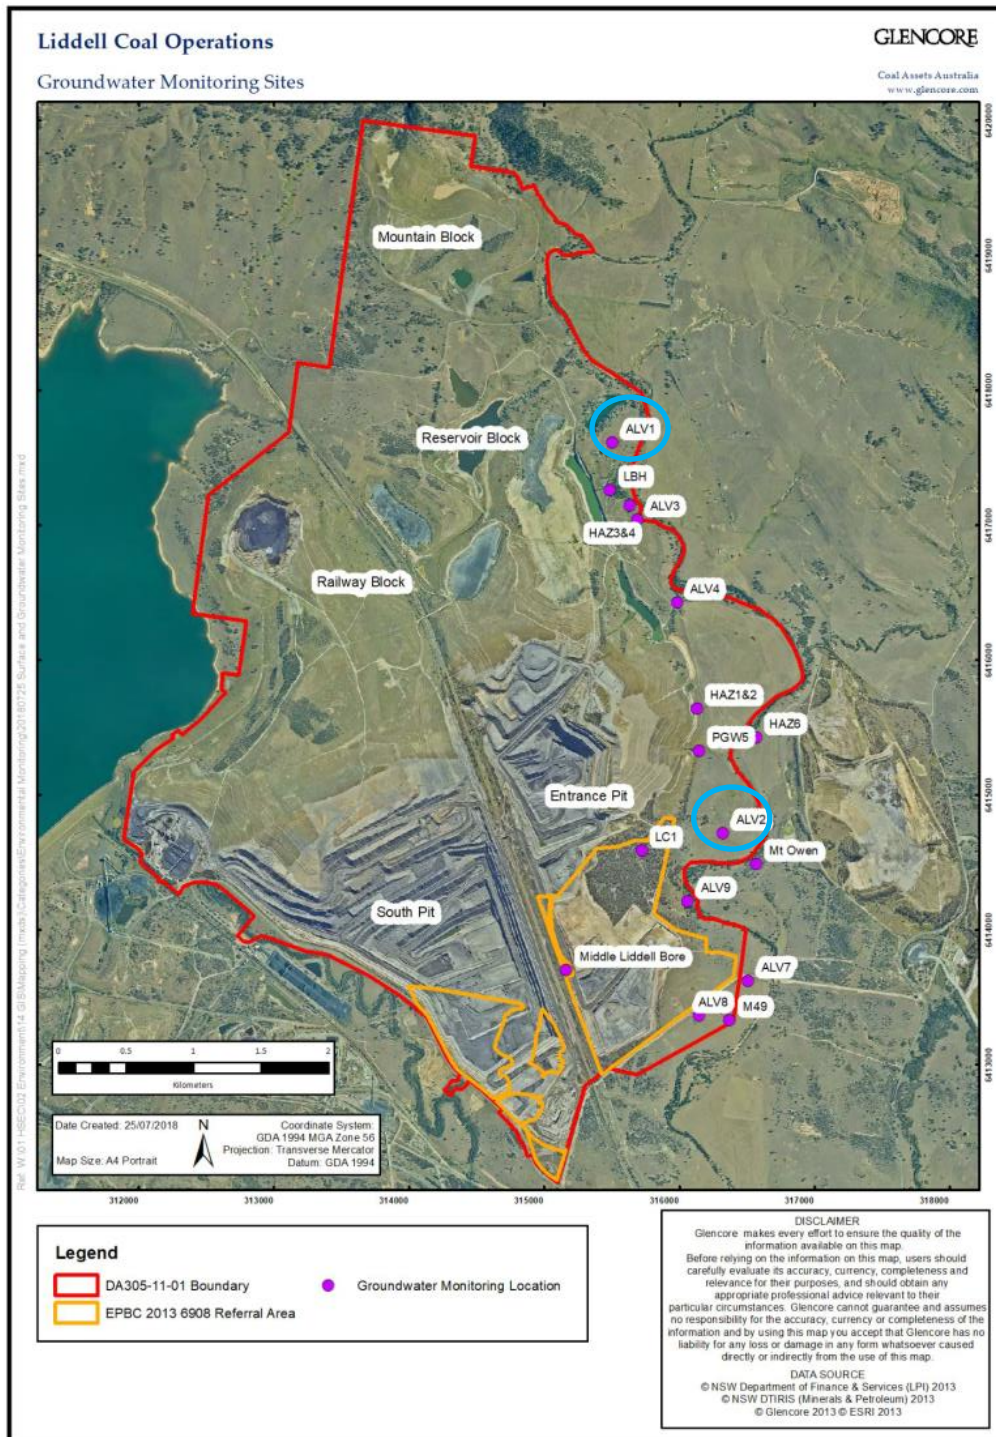 Liddell Coal Operations
GLENCORE
Groundwater Monitoring Sites
Coal Assets Australia
www.glencore.com
Mountain Block
ALV1
Reservoir Block
LBH
ALV3
HAZ3&4
Railway Block
ALV4
HAZ1&2
HAZ6
PGW5
Entrance Pit
ALV2
LC1
Mt Owen
ALV9
South Pit
Middle Liddell Bore
ALV7
ALV8
M49
6420000
6419000
6418000
6417000
6416000
6415000
6414000
6413000
0 0.5 1 1.5 2
Kilometers
Date Created: 25/07/2018
Map Size: A4 Portrait
N
Coordinate System:
GDA 1994 MGA Zone 56
Projection: Transverse Mercator
Datum: GDA 1994
312000 313000 314000 315000 316000 317000 318000
Legend
DA305-11-01 Boundary
Groundwater Monitoring Location
EPBC 2013 6908 Referral Area
DISCLAIMER
Glencore makes every effort to ensure the quality of the
information available on this map.
Before relying on the information on this map, users should
carefully evaluate its accuracy, currency, completeness and
relevance for their purposes, and should obtain any
appropriate professional advice relevant to their
particular circumstances. Glencore cannot guarantee and assumes
no responsibility for the accuracy, currency or completeness of the
information and by using this map you accept that Glencore has no
liability for any loss or damage in any form whatsoever caused
directly or indirectly from the use of this map.
DATA SOURCE
© NSW Department of Finance & Services (LPI) 2013
© NSW DTIRIS (Minerals & Petroleum) 2013
© Glencore 2013 © ESRI 2013